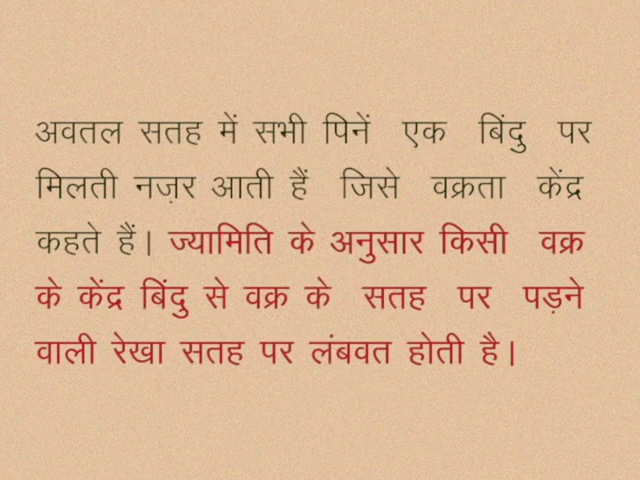 अवतल सतह में सभी पिनें एक बिंदु पर
मिलती नज़र आती हैं जिसे वक्रता केंद्र
कहते हैं। ज्यामिति के अनुसार किसी वक्र
के केंद्र बिंदु से वक्र के सतह पर पड़ने
वाली रेखा सतह पर लंबवत होती है।